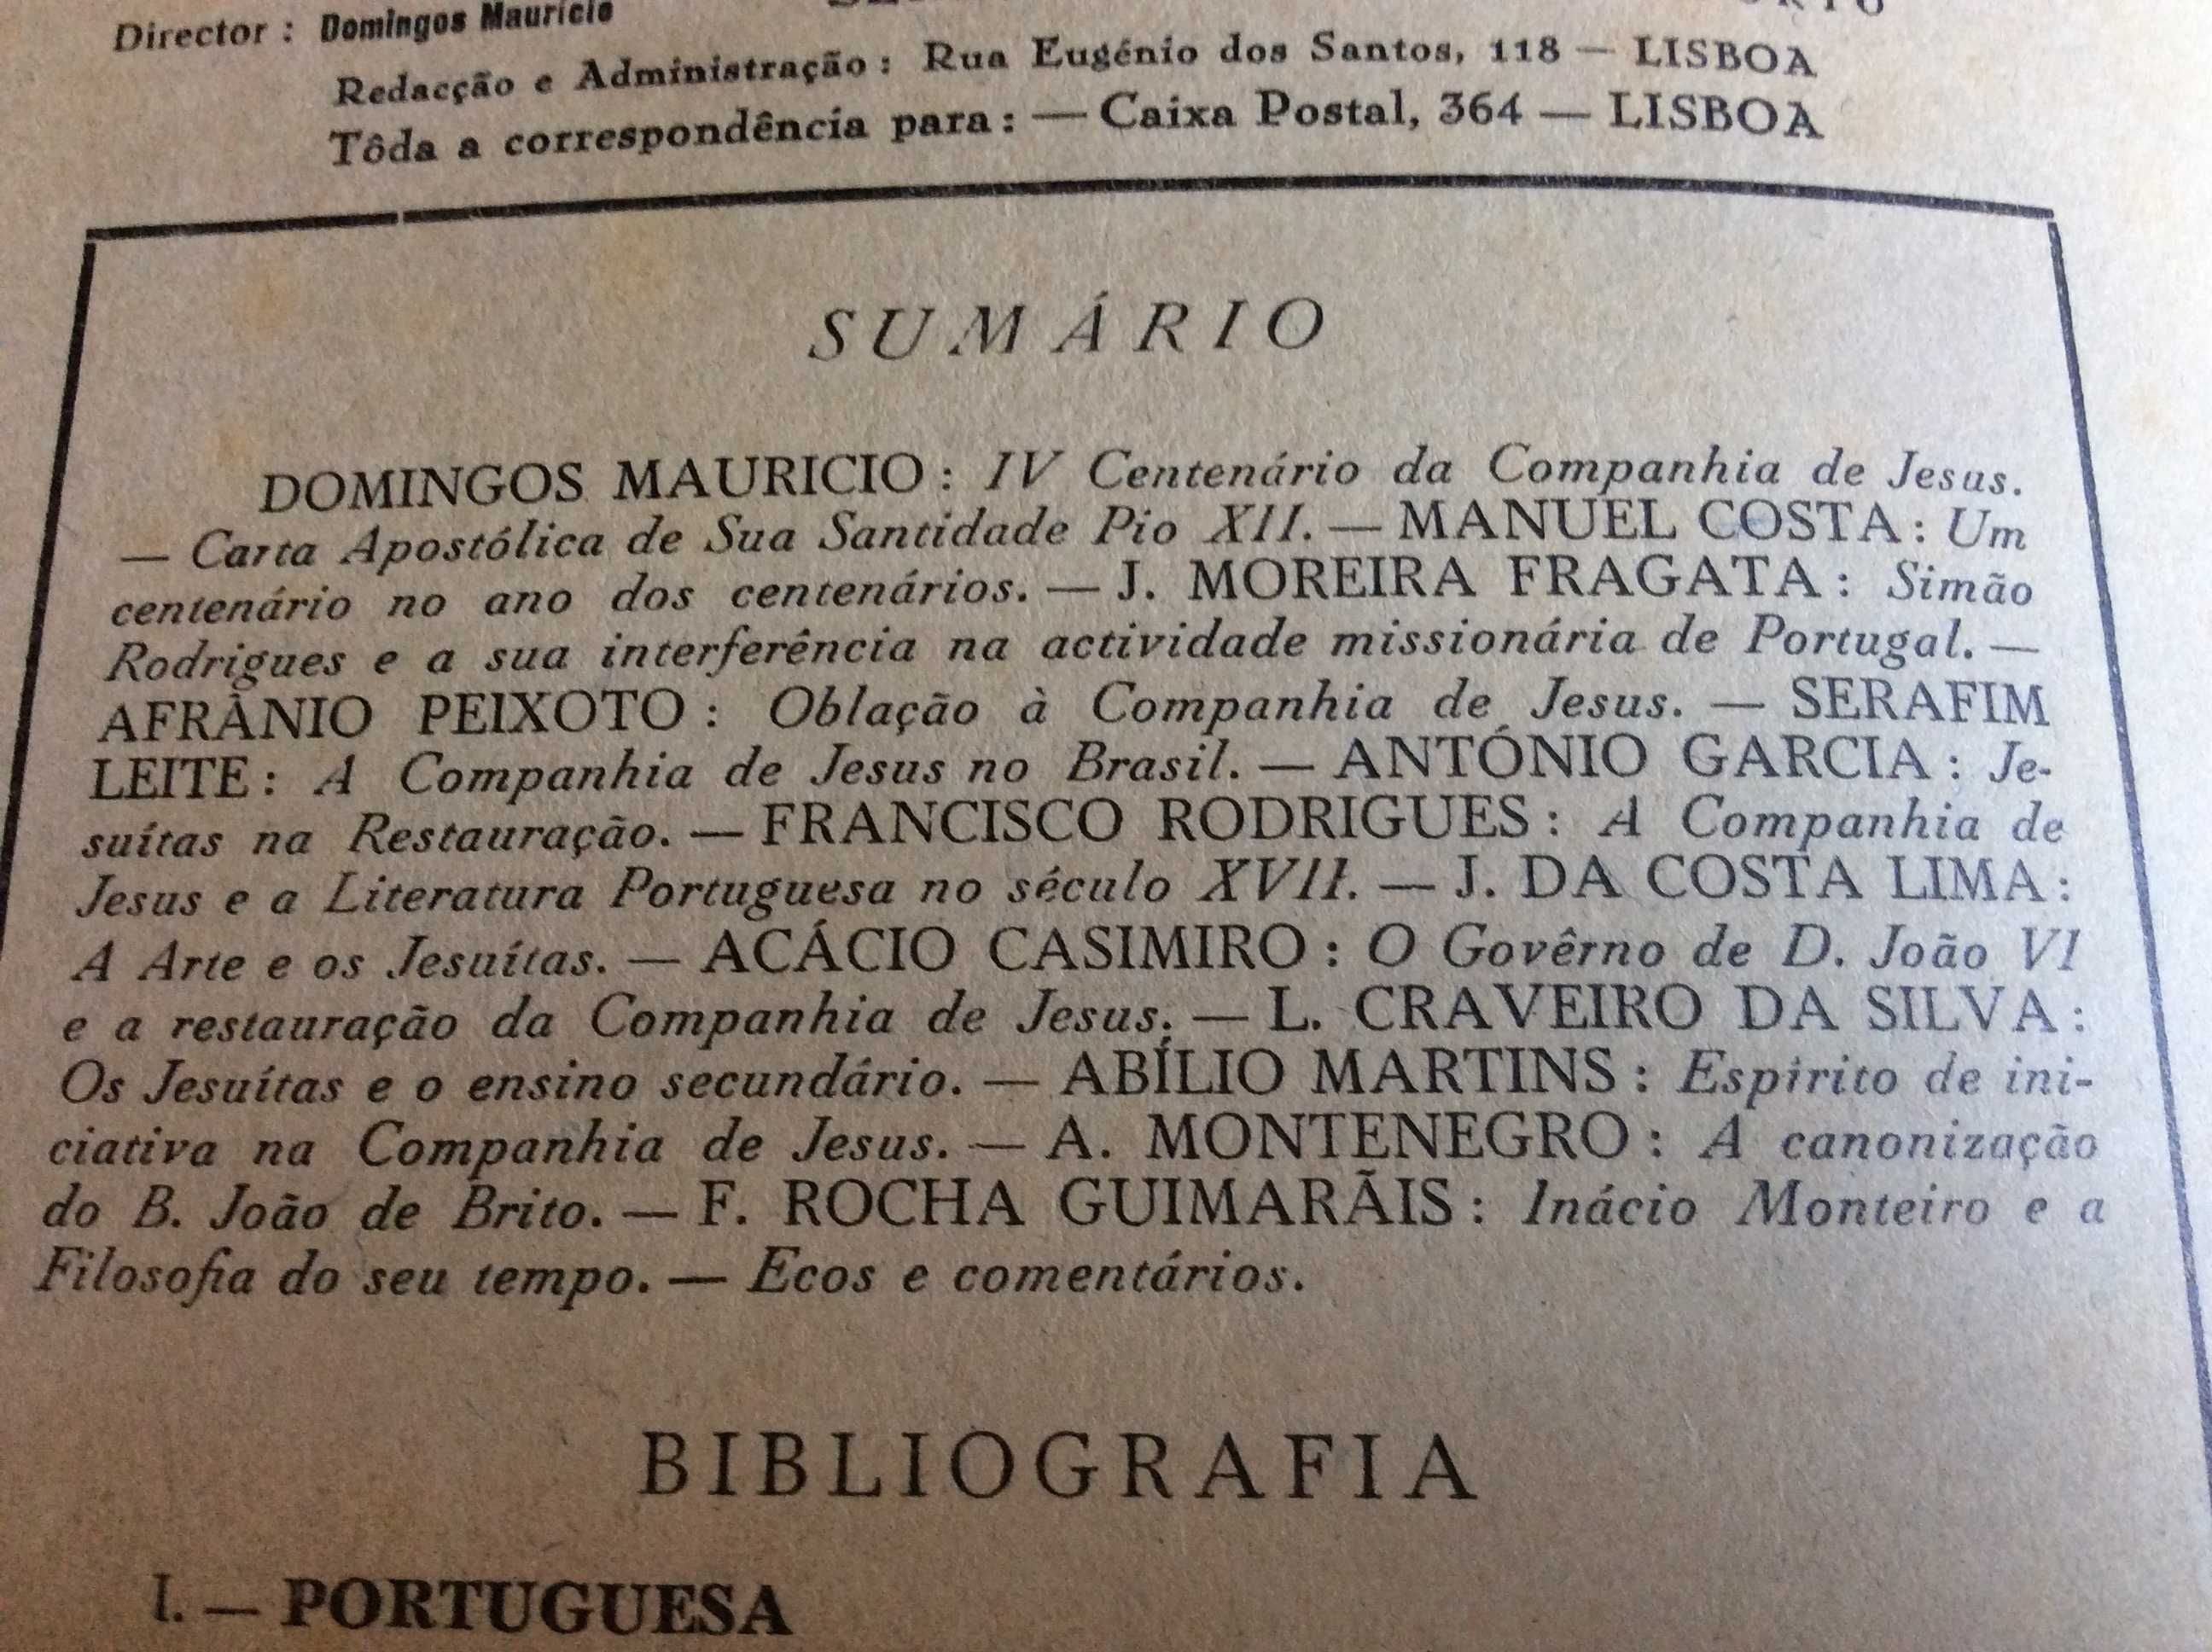 Director : Domingos Maurício
Redacção e Administração : Rua Eugénio dos Santos, 118 — LISBOA
Tôda a correspondência para : — Caixa Postal, 364 — LISBOA
SUMÁRIO
DOMINGOS MAURICIO : IV Centenário da Companhia de Jesus.
— Carta Apostólica de Sua Santidade Pio XII. — MANUEL COSTA : Um
centenário no ano dos centenários. — J. MOREIRA FRAGATA : Simão
Rodrigues e a sua interferência na actividade missionária de Portugal. —
AFRÂNIO PEIXOTO : Oblação à Companhia de Jesus. — SERAFIM
LEITE : A Companhia de Jesus no Brasil. — ANTÓNIO GARCIA : Je-
suítas na Restauração. — FRANCISCO RODRIGUES : A Companhia de
Jesus e a Literatura Portuguesa no século XVII. — J. DA COSTA LIMA :
A Arte e os Jesuítas. — ACÁCIO CASIMIRO : O Govêrno de D. João VI
e a restauração da Companhia de Jesus. — L. CRAVEIRO DA SILVA :
Os Jesuítas e o ensino secundário. — ABÍLIO MARTINS : Espírito de ini-
ciativa na Companhia de Jesus. — A. MONTENEGRO : A canonização
do B. João de Brito. — F. ROCHA GUIMARÃIS : Inácio Monteiro e a
Filosofia do seu tempo. — Ecos e comentários.
BIBLIOGRAFIA
I. — PORTUGUESA